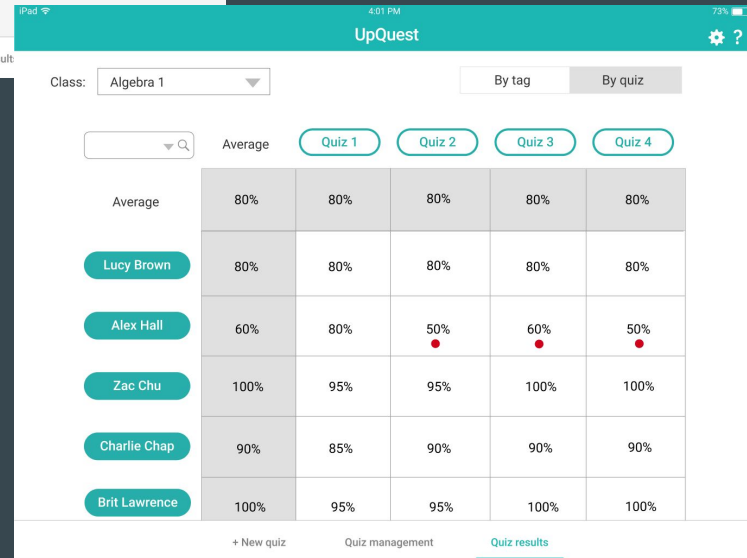 iPad 4:01 PM 73%
UpQuest
?
Class: Algebra 1 By tag By quiz
Average Quiz 1 Quiz 2 Quiz 3 Quiz 4
Average 80% 80% 80% 80% 80%
Lucy Brown 80% 80% 80% 80% 80%
Alex Hall 60% 80% 50% 60% 50%
Zac Chu 100% 95% 95% 100% 100%
Charlie Chap 90% 85% 90% 90% 90%
Brit Lawrence 100% 95% 95% 100% 100%
+ New quiz Quiz management Quiz results